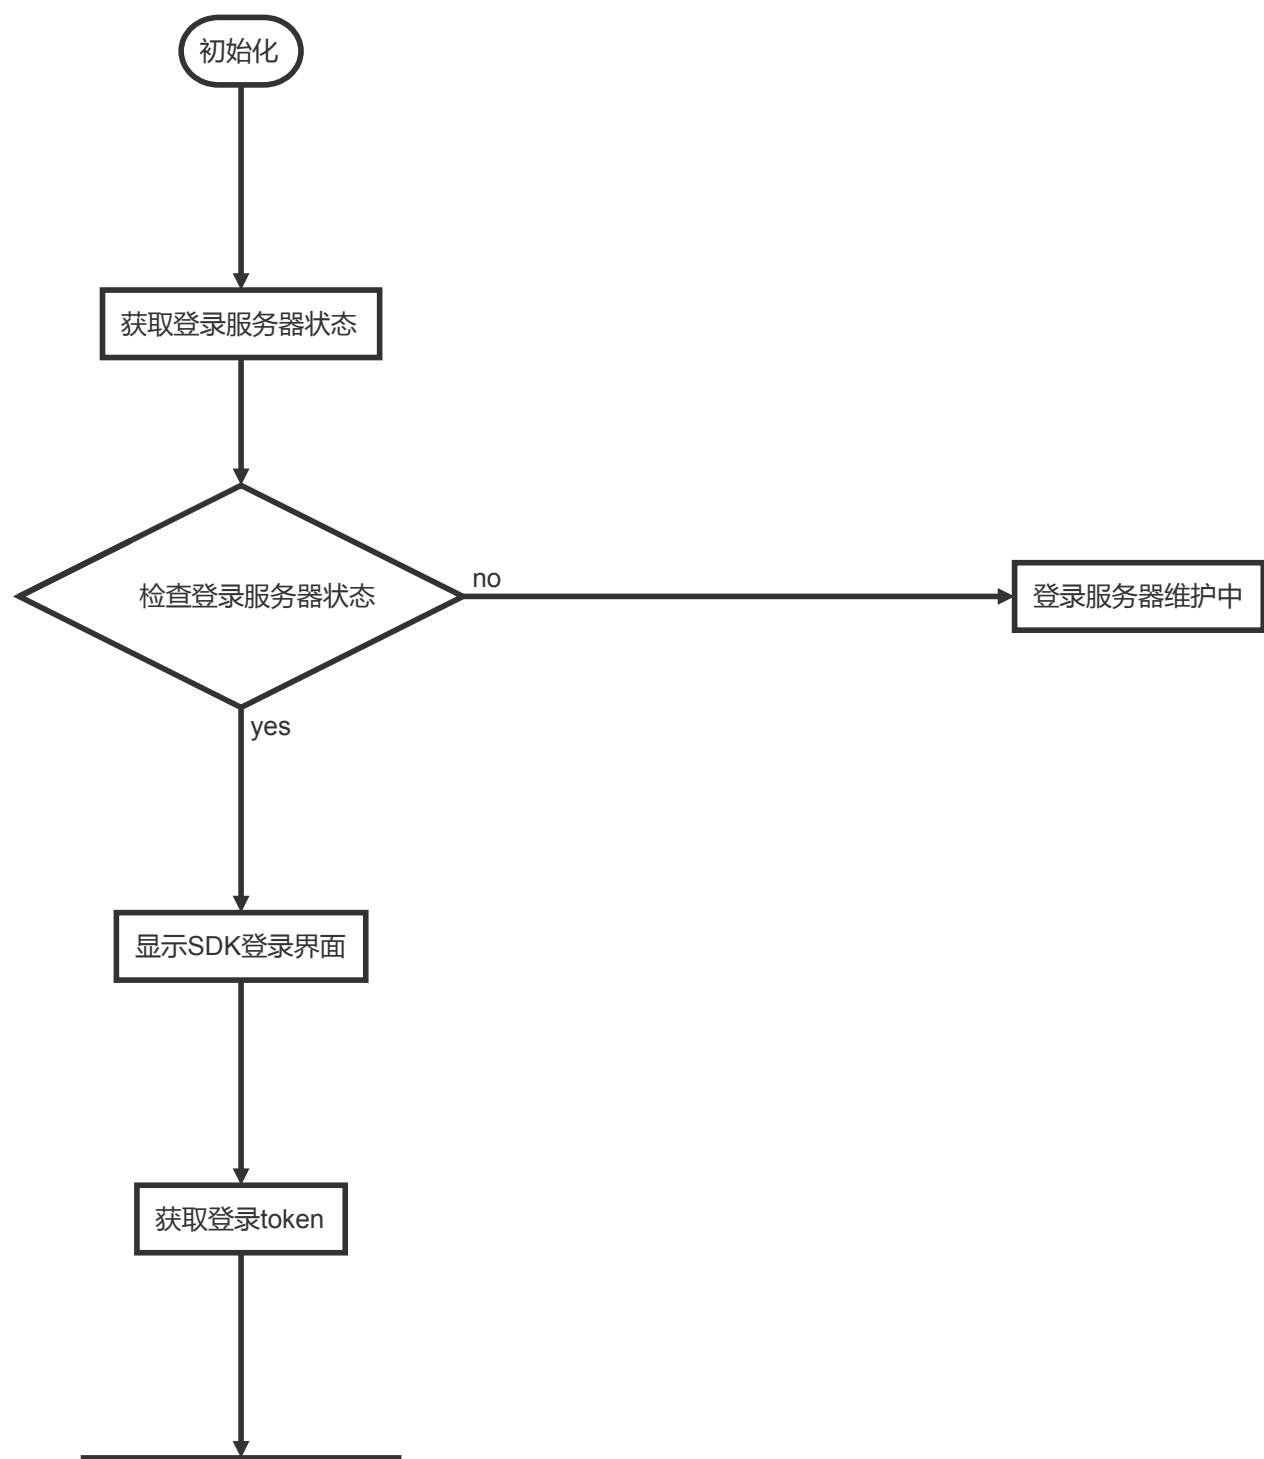 初始化
获取登录服务器状态
检查登录服务器状态
no
登录服务器维护中
yes
显示SDK登录界面
获取登录token